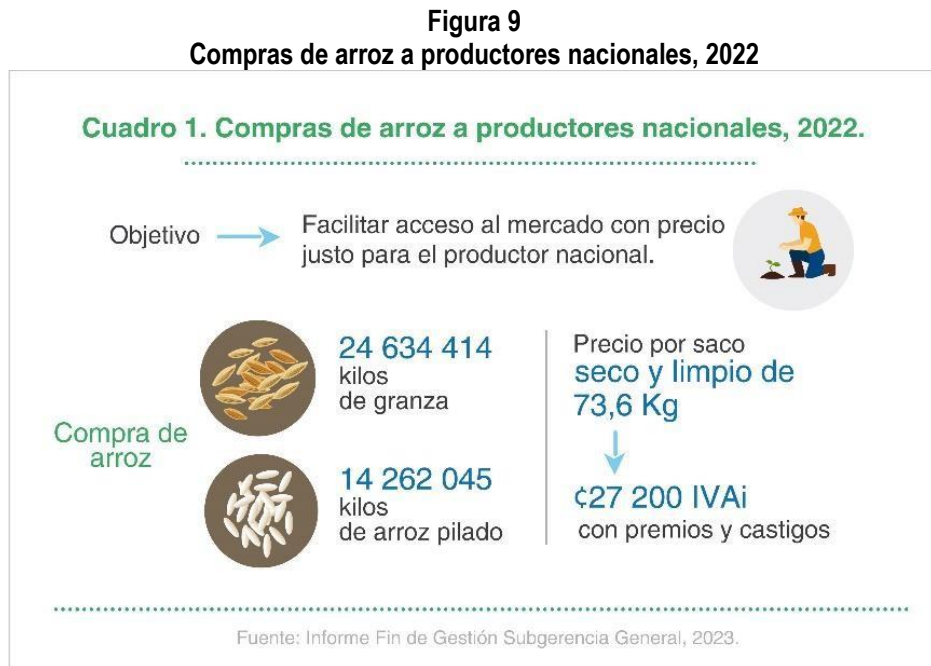 Figura 9
Compras de arroz a productores nacionales, 2022
Cuadro 1. Compras de arroz a productores nacionales, 2022.
Objetivo
Facilitar acceso al mercado con precio
justo para el productor nacional.
Compra de
arroz
24 634 414
kilos
de granza
14 262 045
kilos
de arroz pilado
Precio por saco
seco y limpio de
73,6 Kg
¢27 200 IVAi
con premios y castigos
Fuente: Informe Fin de Gestión Subgerencia General, 2023.